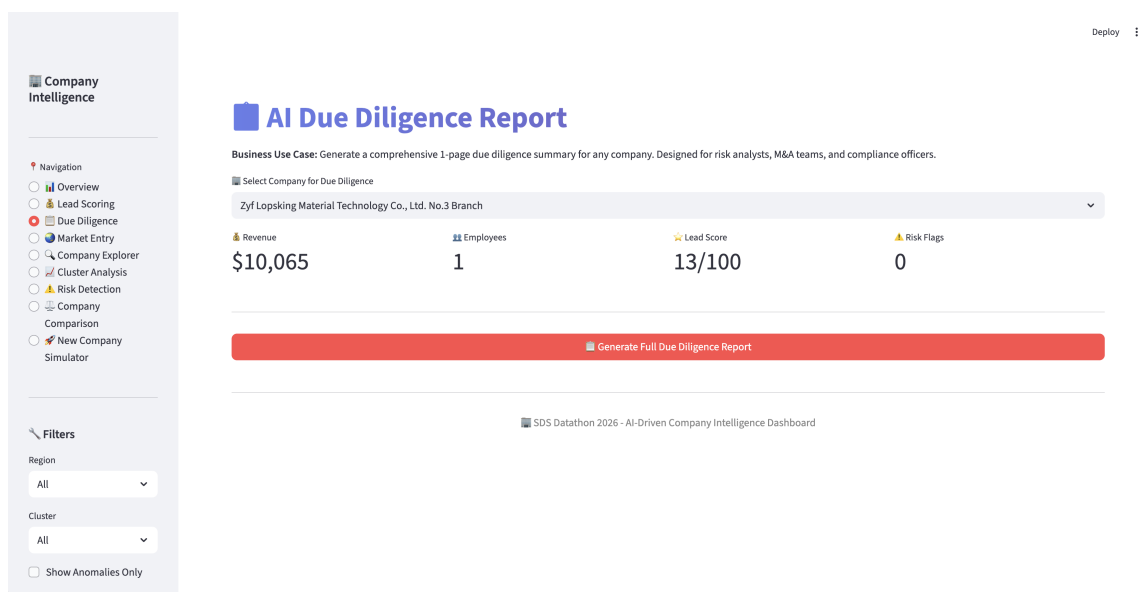 Deploy
Company
Intelligence
Navigation
Overview
Lead Scoring
Due Diligence
Market Entry
Company Explorer
Cluster Analysis
Risk Detection
Company
Comparison
New Company
Simulator
Filters
Region
All
Cluster
All
Show Anomalies Only
AI Due Diligence Report
Business Use Case: Generate a comprehensive 1-page due diligence summary for any company. Designed for risk analysts, M&A teams, and compliance officers.
Select Company for Due Diligence
Zyf Lopsking Material Technology Co., Ltd. No.3 Branch
Revenue
$10,065
Employees
1
Lead Score
13/100
Risk Flags
0
Generate Full Due Diligence Report
SDS Datathon 2026 - AI-Driven Company Intelligence Dashboard